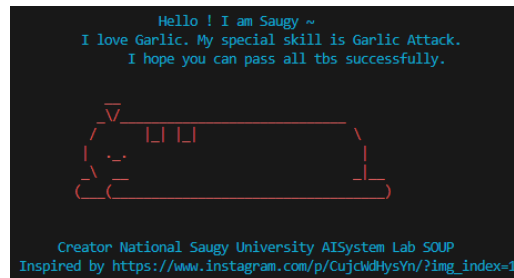 Hello ! I am Saugy ~
I love Garlic. My special skill is Garlic Attack.
I hope you can pass all tbs successfully.
Creator National Saugy University AISystem Lab SOUP
Inspired by https://www.instagram.com/p/CujcWdHysYn/?img_index=1